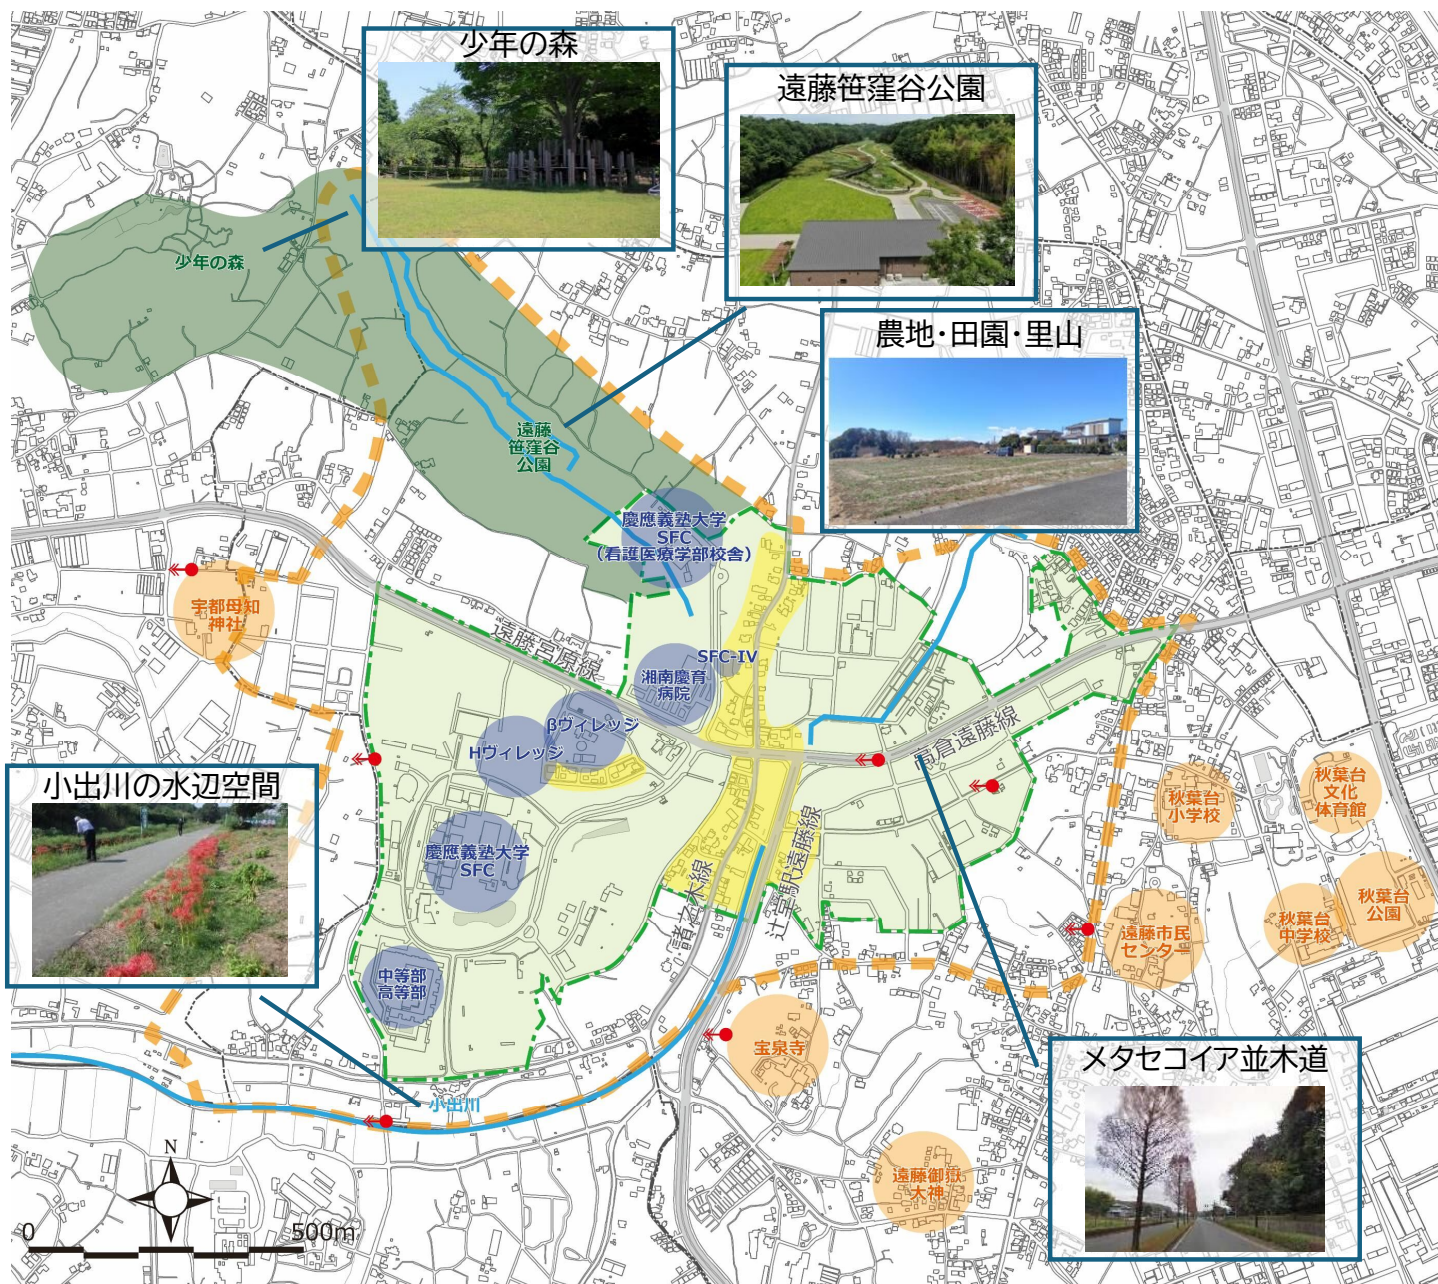 少年の森
遠藤笹窪谷公園
農地・田園・里山
少年の森
遠藤
笹窪谷
公園
慶應義塾大学
SFC
（看護医療学部校舎）
宇都母知
神社
遠藤宮原線
SFC-IV
湘南慶育
病院
βヴィレッジ
Hヴィレッジ
高倉遠藤線
小出川の水辺空間
秋葉台
文化
体育館
秋葉台
小学校
慶應義塾大学
SFC
諸之木線
辻堂駅遠藤線
秋葉台
公園
秋葉台
中学校
遠藤市民
センター
中等部
高等部
宝泉寺
メタセコイア並木道
小出川
遠藤御嶽
大神
N
0
500m